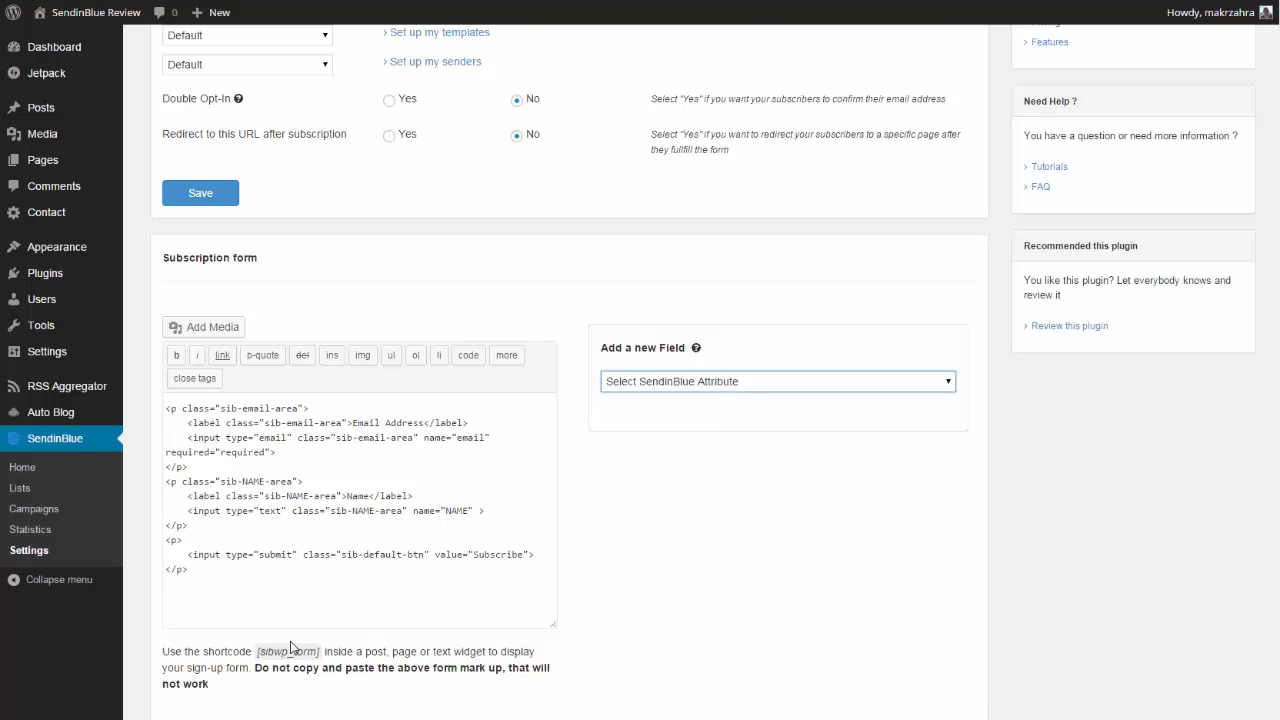 SendinBlue Review
0
New
Howdy, makrzahra
Dashboard
Jetpack
Posts
Media
Pages
Comments
Contact
Appearance
Plugins
Users
Tools
Settings
RSS Aggregator
Auto Blog
SendinBlue
Home
Lists
Campaigns
Statistics
Settings
Collapse menu
Default
› Set up my templates
Default
› Set up my senders
Double Opt-In
Yes
No
Select "Yes" if you want your subscribers to confirm their email address
Redirect to this URL after subscription
Yes
No
Select "Yes" if you want to redirect your subscribers to a specific page after
they fullfill the form
Save
Subscription form
Add Media
b
i
link
b-quote
del
ins
img
ul
ol
li
code
more
close tags
<p class="sib-email-area">
<label class="sib-email-area">Email Address</label>
<input type="email" class="sib-email-area" name="email"
required="required">
</p>
<p class="sib-NAME-area">
<label class="sib-NAME-area">Name</label>
<input type="text" class="sib-NAME-area" name="NAME" >
</p>
<p>
<input type="submit" class="sib-default-btn" value="Subscribe">
</p>
Use the shortcode [sibwp_form] inside a post, page or text widget to display
your sign-up form. Do not copy and paste the above form mark up, that will
not work
Add a new Field
Select SendinBlue Attribute
› Features
Need Help ?
You have a question or need more information ?
› Tutorials
› FAQ
Recommended this plugin
You like this plugin? Let everybody knows and
review it
› Review this plugin